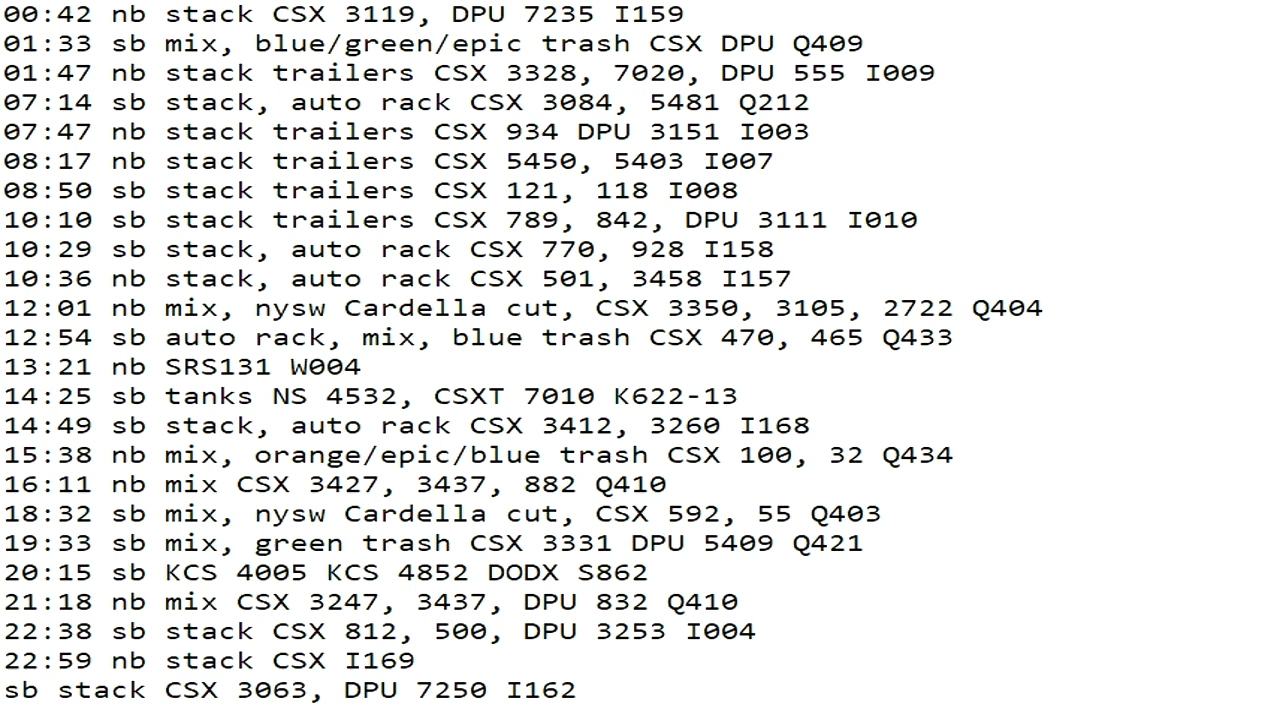 00:42 nb stack CSX 3119, DPU 7235 I159
01:33 sb mix, blue/green/epic trash CSX DPU Q409
01:47 nb stack trailers CSX 3328, 7020, DPU 555 I009
07:14 sb stack, auto rack CSX 3084, 5481 Q212
07:47 nb stack trailers CSX 934 DPU 3151 I003
08:17 nb stack trailers CSX 5450, 5403 I007
08:50 sb stack trailers CSX 121, 118 I008
10:10 sb stack trailers CSX 789, 842, DPU 3111 I010
10:29 sb stack, auto rack CSX 770, 928 I158
10:36 nb stack, auto rack CSX 501, 3458 I157
12:01 nb mix, nysw Cardella cut, CSX 3350, 3105, 2722 Q404
12:54 sb auto rack, mix, blue trash CSX 470, 465 Q433
13:21 nb SRS131 W004
14:25 sb tanks NS 4532, CSXT 7010 K622-13
14:49 sb stack, auto rack CSX 3412, 3260 I168
15:38 nb mix, orange/epic/blue trash CSX 100, 32 Q434
16:11 nb mix CSX 3427, 3437, 882 Q410
18:32 sb mix, nysw Cardella cut, CSX 592, 55 Q403
19:33 sb mix, green trash CSX 3331 DPU 5409 Q421
20:15 sb KCS 4005 KCS 4852 DODX S862
21:18 nb mix CSX 3247, 3437, DPU 832 Q410
22:38 sb stack CSX 812, 500, DPU 3253 I004
22:59 nb stack CSX I169
sb stack CSX 3063, DPU 7250 I162